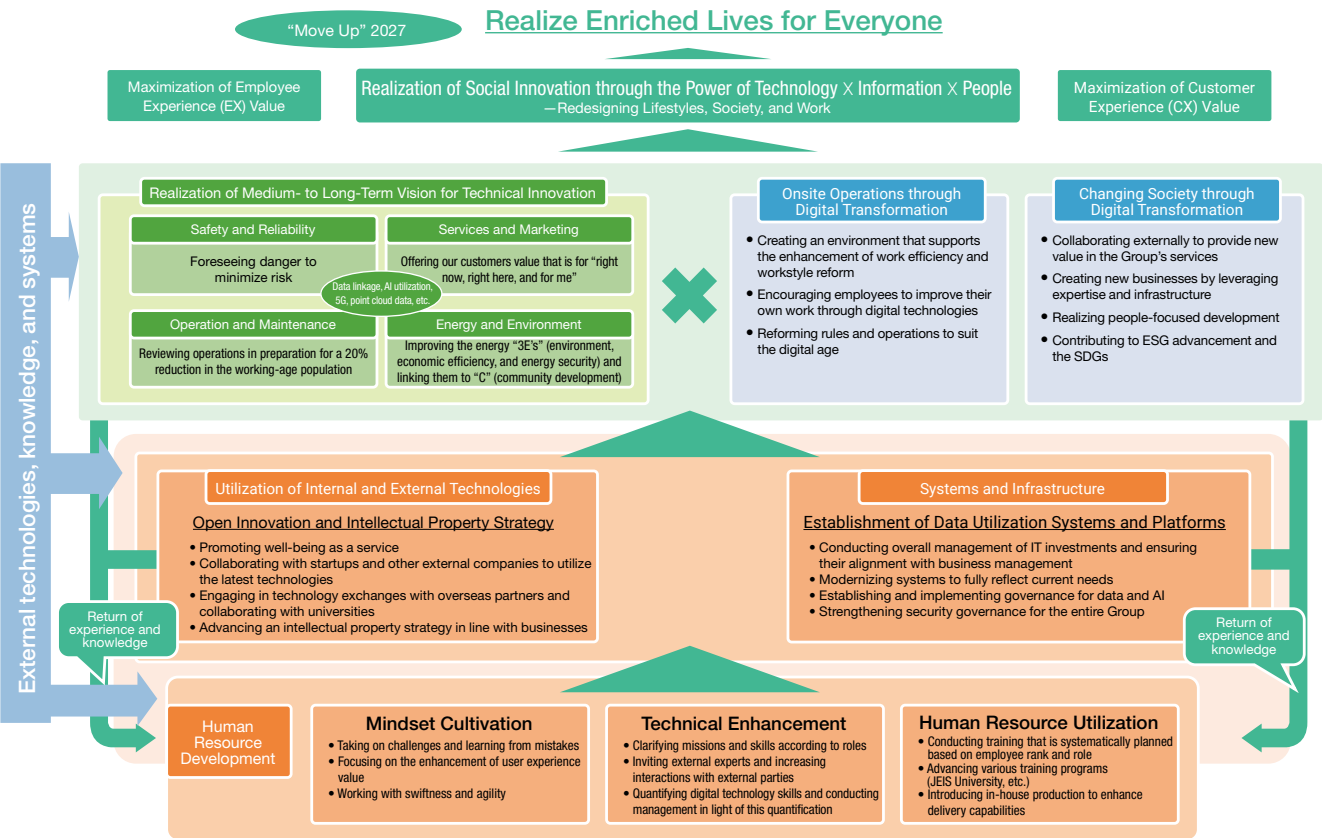 “Move Up” 2027
Realize Enriched Lives for Everyone
Maximization of Employee
Experience (EX) Value
Realization of Social Innovation through the Power of Technology X Information X People
—Redesigning Lifestyles, Society, and Work
Maximization of Customer
Experience (CX) Value
External technologies, knowledge, and systems
Realization of Medium- to Long-Term Vision for Technical Innovation
Safety and Reliability
Foreseeing danger to
minimize risk
Services and Marketing
Offering our customers value that is for “right
now, right here, and for me”
Data linkage, AI utilization,
5G, point cloud data, etc.
Operation and Maintenance
Reviewing operations in preparation for a 20%
reduction in the working-age population
Energy and Environment
Improving the energy “3E’s” (environment,
economic efficiency, and energy security) and
linking them to “C” (community development)
Onsite Operations through
Digital Transformation
• Creating an environment that supports
the enhancement of work efficiency and
workstyle reform
• Encouraging employees to improve their
own work through digital technologies
• Reforming rules and operations to suit
the digital age
Changing Society through
Digital Transformation
• Collaborating externally to provide new
value in the Group’s services
• Creating new businesses by leveraging
expertise and infrastructure
• Realizing people-focused development
• Contributing to ESG advancement and
the SDGs
Utilization of Internal and External Technologies
Open Innovation and Intellectual Property Strategy
• Promoting well-being as a service
• Collaborating with startups and other external companies to utilize
the latest technologies
• Engaging in technology exchanges with overseas partners and
collaborating with universities
• Advancing an intellectual property strategy in line with businesses
Systems and Infrastructure
Establishment of Data Utilization Systems and Platforms
• Conducting overall management of IT investments and ensuring
their alignment with business management
• Modernizing systems to fully reflect current needs
• Establishing and implementing governance for data and AI
• Strengthening security governance for the entire Group
Return of
experience and
knowledge
Return of
experience and
knowledge
Human
Resource
Development
Mindset Cultivation
• Taking on challenges and learning from mistakes
• Focusing on the enhancement of user experience
value
• Working with swiftness and agility
Technical Enhancement
• Clarifying missions and skills according to roles
• Inviting external experts and increasing
interactions with external parties
• Quantifying digital technology skills and conducting
management in light of this quantification
Human Resource Utilization
• Conducting training that is systematically planned
based on employee rank and role
• Advancing various training programs
(JEIS University, etc.)
• Introducing in-house production to enhance
delivery capabilities